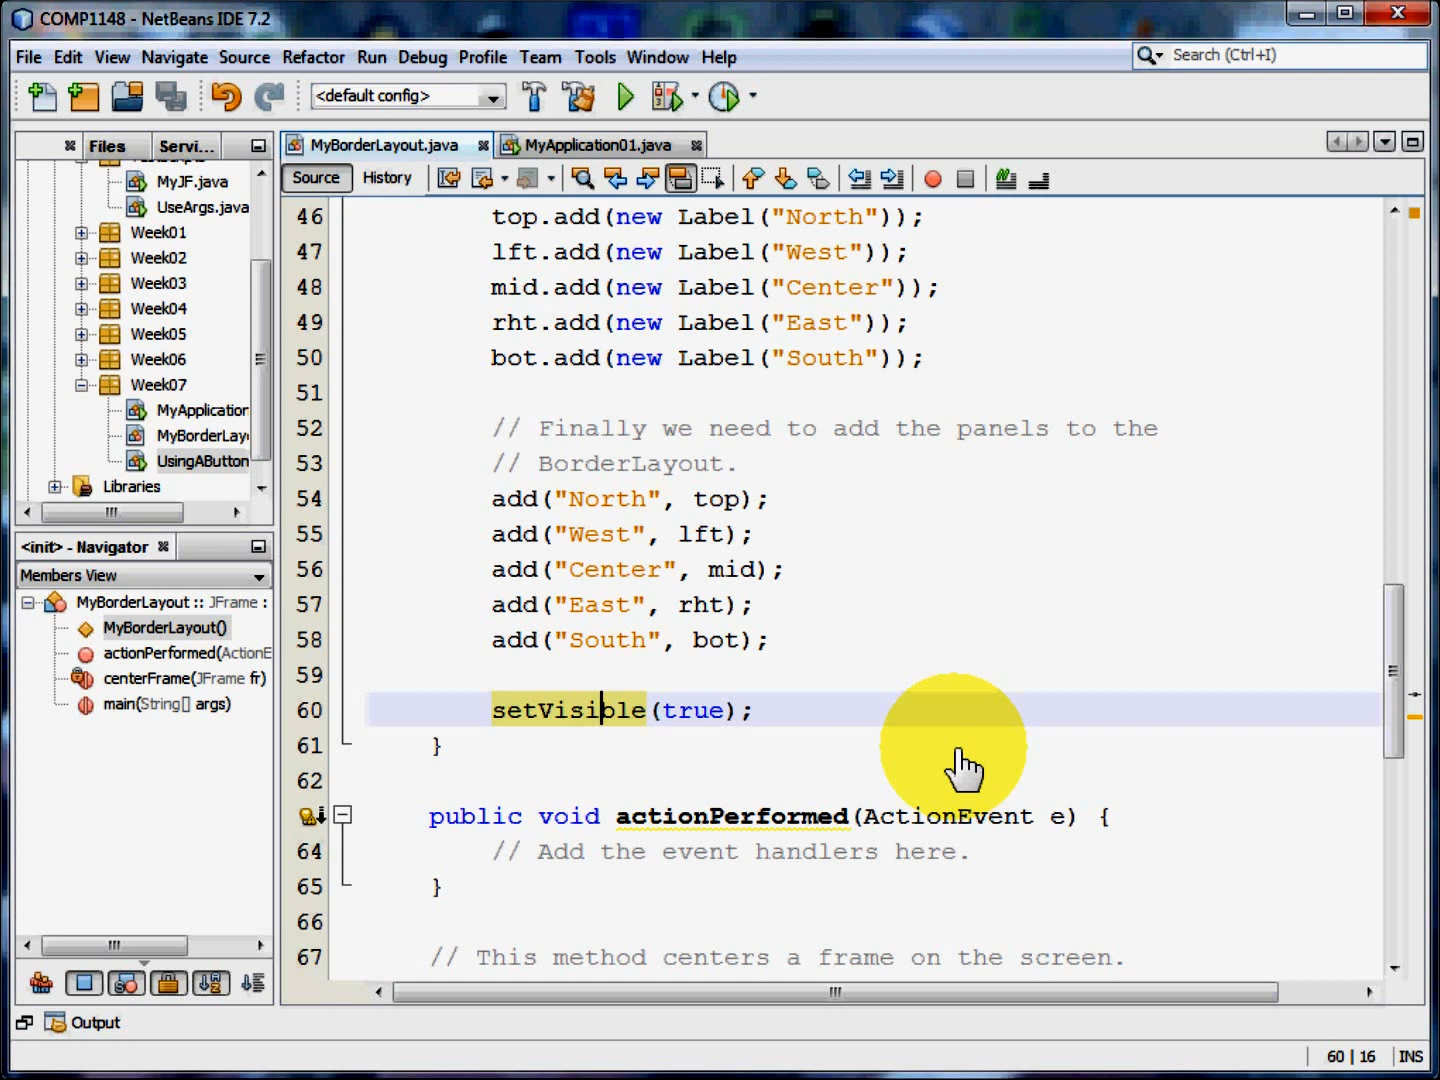 COMP1148 - NetBeans IDE 7.2
File Edit View Navigate Source Refactor Run Debug Profile Team Tools Window Help
Search (Ctrl+I)
<default config>
Files Servi...
MyJF.java
UseArgs.java
Week01
Week02
Week03
Week04
Week05
Week06
Week07
MyApplication
MyBorderLay
UsingAButton
Libraries
<init> - Navigator
Members View
MyBorderLayout :: JFrame :
MyBorderLayout()
actionPerformed(ActionE
centerFrame(JFrame fr)
main(String[] args)
MyBorderLayout.java MyApplication01.java
Source History
46 top.add(new Label("North"));
47 lft.add(new Label("West"));
48 mid.add(new Label("Center"));
49 rht.add(new Label("East"));
50 bot.add(new Label("South"));
51
52 // Finally we need to add the panels to the
53 // BorderLayout.
54 add("North", top);
55 add("West", lft);
56 add("Center", mid);
57 add("East", rht);
58 add("South", bot);
59
60 setVisible(true);
61 }
62
public void actionPerformed(ActionEvent e) {
64 // Add the event handlers here.
65 }
66
67 // This method centers a frame on the screen.
Output
60 | 16 INS